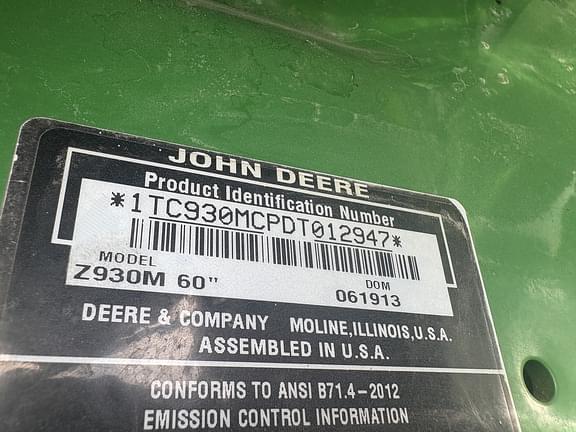 JOHN DEERE
Product Identification Number
*1TC930MCPDT012947*
MODEL DOM
Z930M 60" 061913
DEERE & COMPANY MOLINE,ILLINOIS,U.S.A.
ASSEMBLED IN U.S.A.
CONFORMS TO ANSI B71.4-2012
EMISSION CONTROL INFORMATION